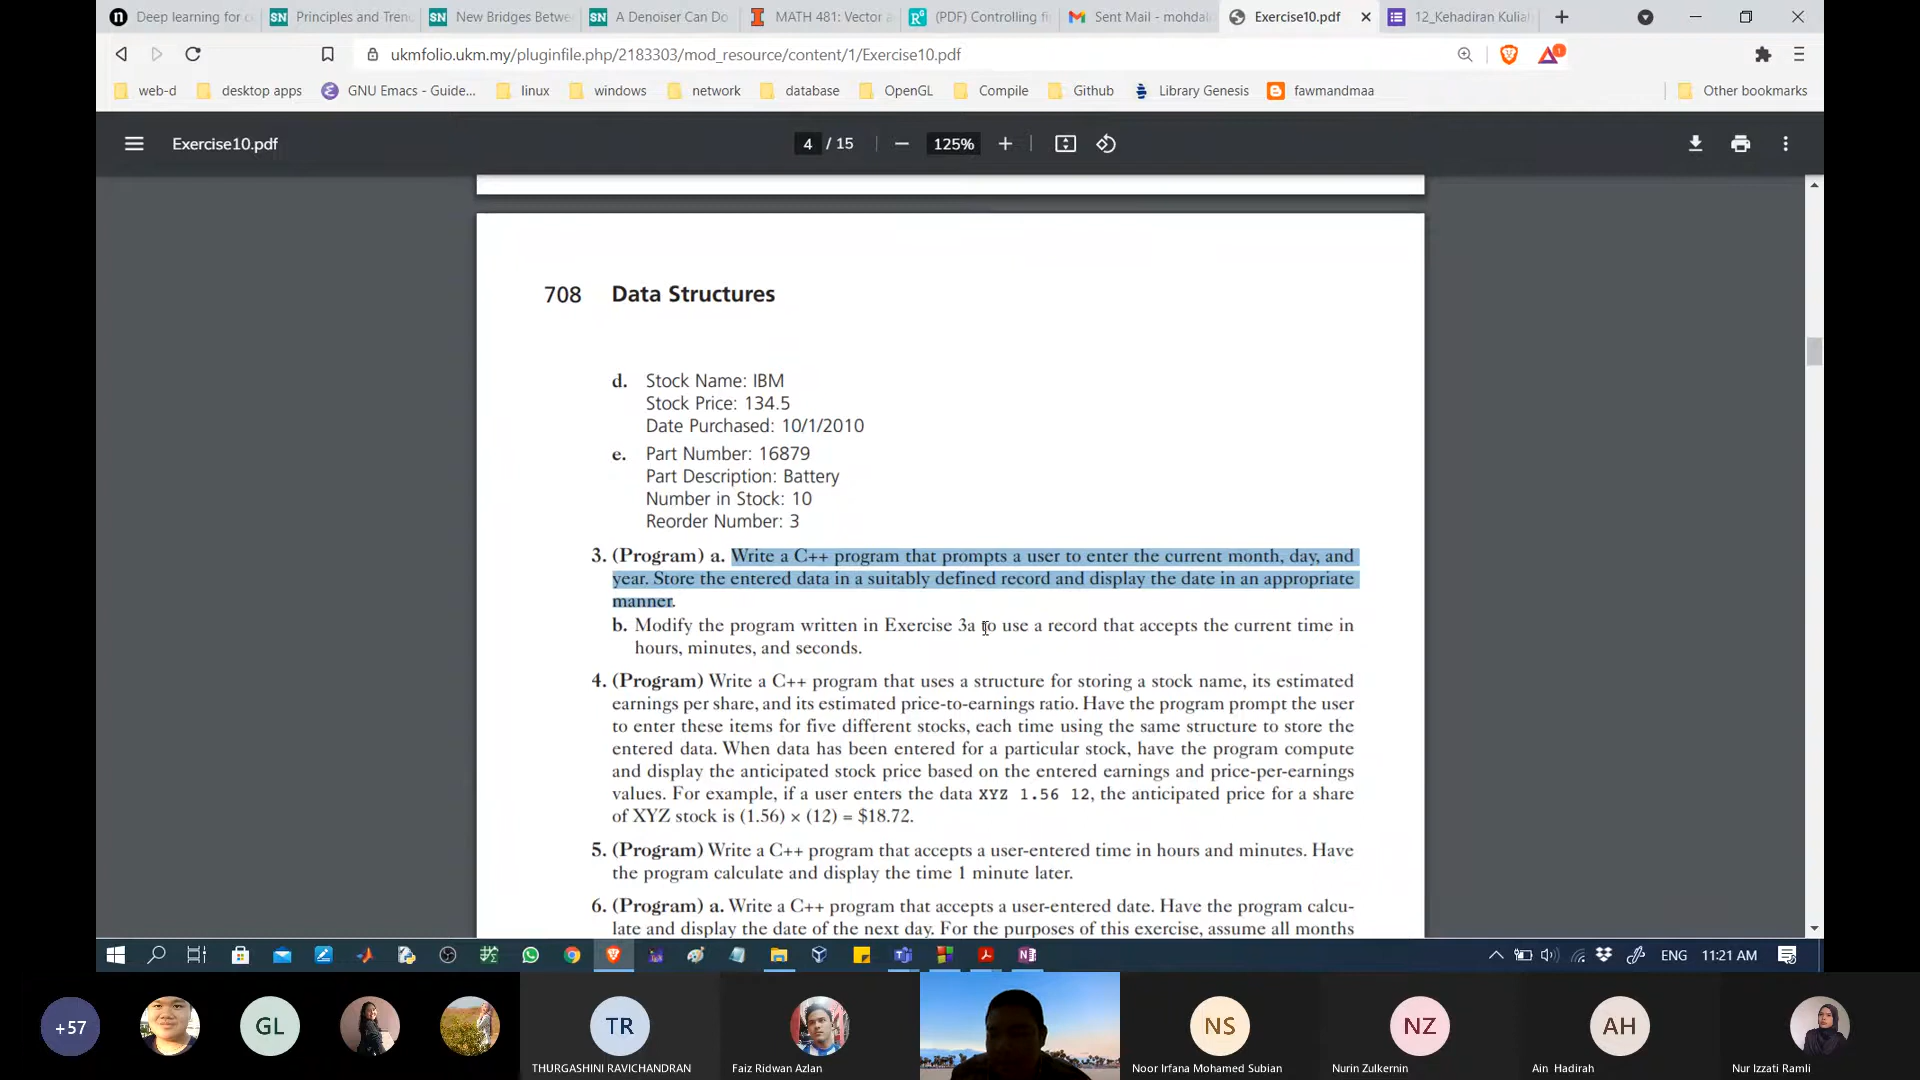 Deep learning for c
Principles and Tren
New Bridges Betwe
A Denoiser Can Do
MATH 481: Vector a
(PDF) Controlling fi
Sent Mail - mohdal
Exercise10.pdf
12_Kehadiran Kulia
ukmfolio.ukm.my/pluginfile.php/2183303/mod_resource/content/1/Exercise10.pdf
web-d
desktop apps
GNU Emacs - Guide...
linux
windows
network
database
OpenGL
Compile
Github
Library Genesis
fawmandmaa
Other bookmarks
Exercise10.pdf
4 / 15
125%
708 Data Structures
d. Stock Name: IBM
Stock Price: 134.5
Date Purchased: 10/1/2010
e. Part Number: 16879
Part Description: Battery
Number in Stock: 10
Reorder Number: 3
3. (Program) a. Write a C++ program that prompts a user to enter the current month, day, and
year. Store the entered data in a suitably defined record and display the date in an appropriate
manner.
b. Modify the program written in Exercise 3a to use a record that accepts the current time in
hours, minutes, and seconds.
4. (Program) Write a C++ program that uses a structure for storing a stock name, its estimated
earnings per share, and its estimated price-to-earnings ratio. Have the program prompt the user
to enter these items for five different stocks, each time using the same structure to store the
entered data. When data has been entered for a particular stock, have the program compute
and display the anticipated stock price based on the entered earnings and price-per-earnings
values. For example, if a user enters the data XYZ 1.56 12, the anticipated price for a share
of XYZ stock is (1.56) × (12) = $18.72.
5. (Program) Write a C++ program that accepts a user-entered time in hours and minutes. Have
the program calculate and display the time 1 minute later.
6. (Program) a. Write a C++ program that accepts a user-entered date. Have the program calcu-
late and display the date of the next day. For the purposes of this exercise, assume all months
ENG
11:21 AM
+57
GL
TR
NS
NZ
AH
THURGASHINI RAVICHANDRAN
Faiz Ridwan Azlan
Noor Irfana Mohamed Subian
Nurin Zulkernin
Ain Hadirah
Nur Izzati Ramli